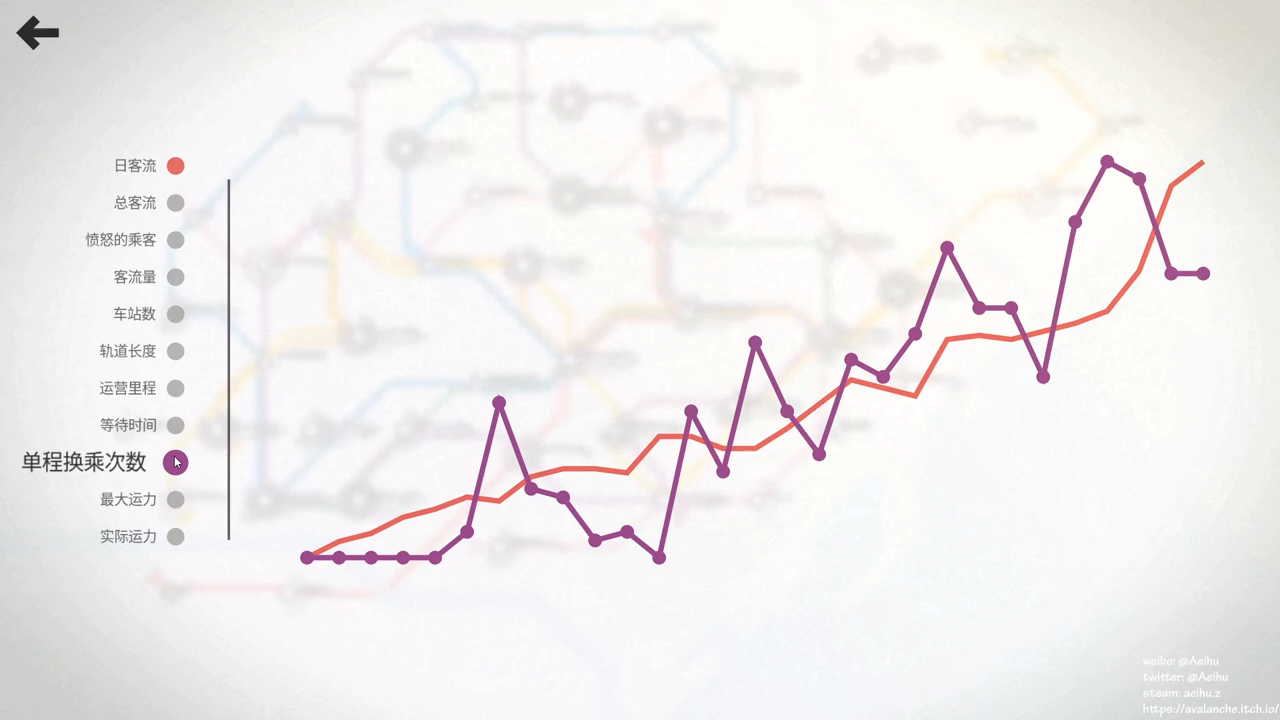 日客流
总客流
愤怒的乘客
客流量
车站数
轨道长度
运营里程
等待时间
单程换乘次数
最大运力
实际运力
weibo: @Aeihu
twitter: @Aeihu
steam: aeihu.z
https://avalanche.itch.io/